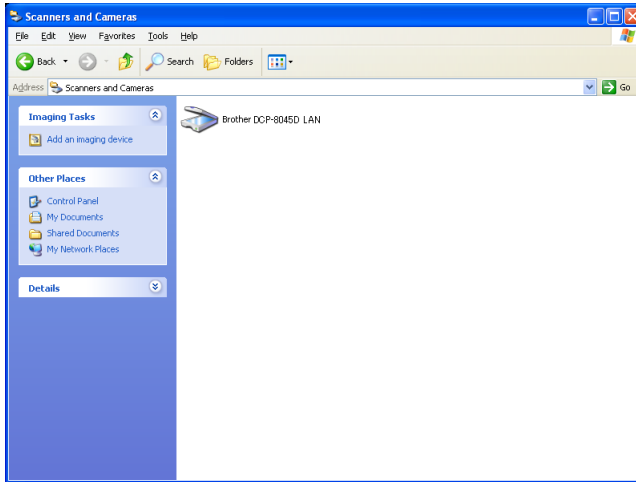 Scanners and Cameras
File Edit View Favorites Tools Help
Back Search Folders
Address Scanners and Cameras Go
Imaging Tasks
Add an imaging device
Other Places
Control Panel
My Documents
Shared Documents
My Network Places
Details
Brother DCP-8045D LAN